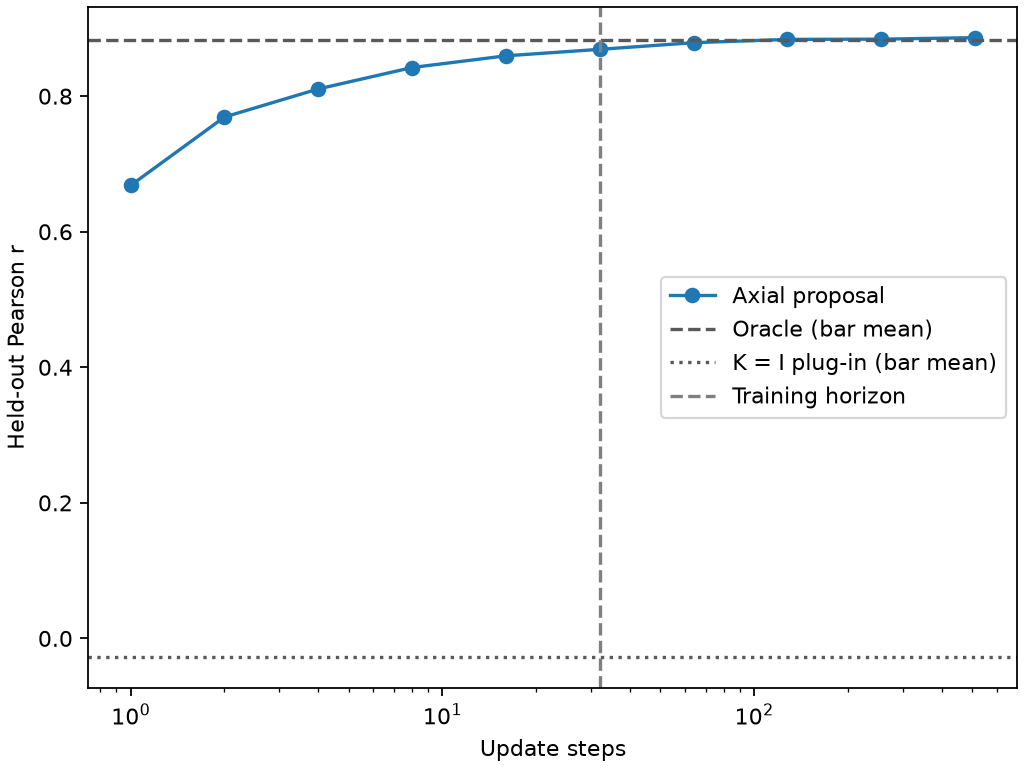 0.8
0.6
0.4
0.2
0.0
Held-out Pearson r
Axial proposal
Oracle (bar mean)
K = I plug-in (bar mean)
Training horizon
10⁰
10¹
10²
Update steps